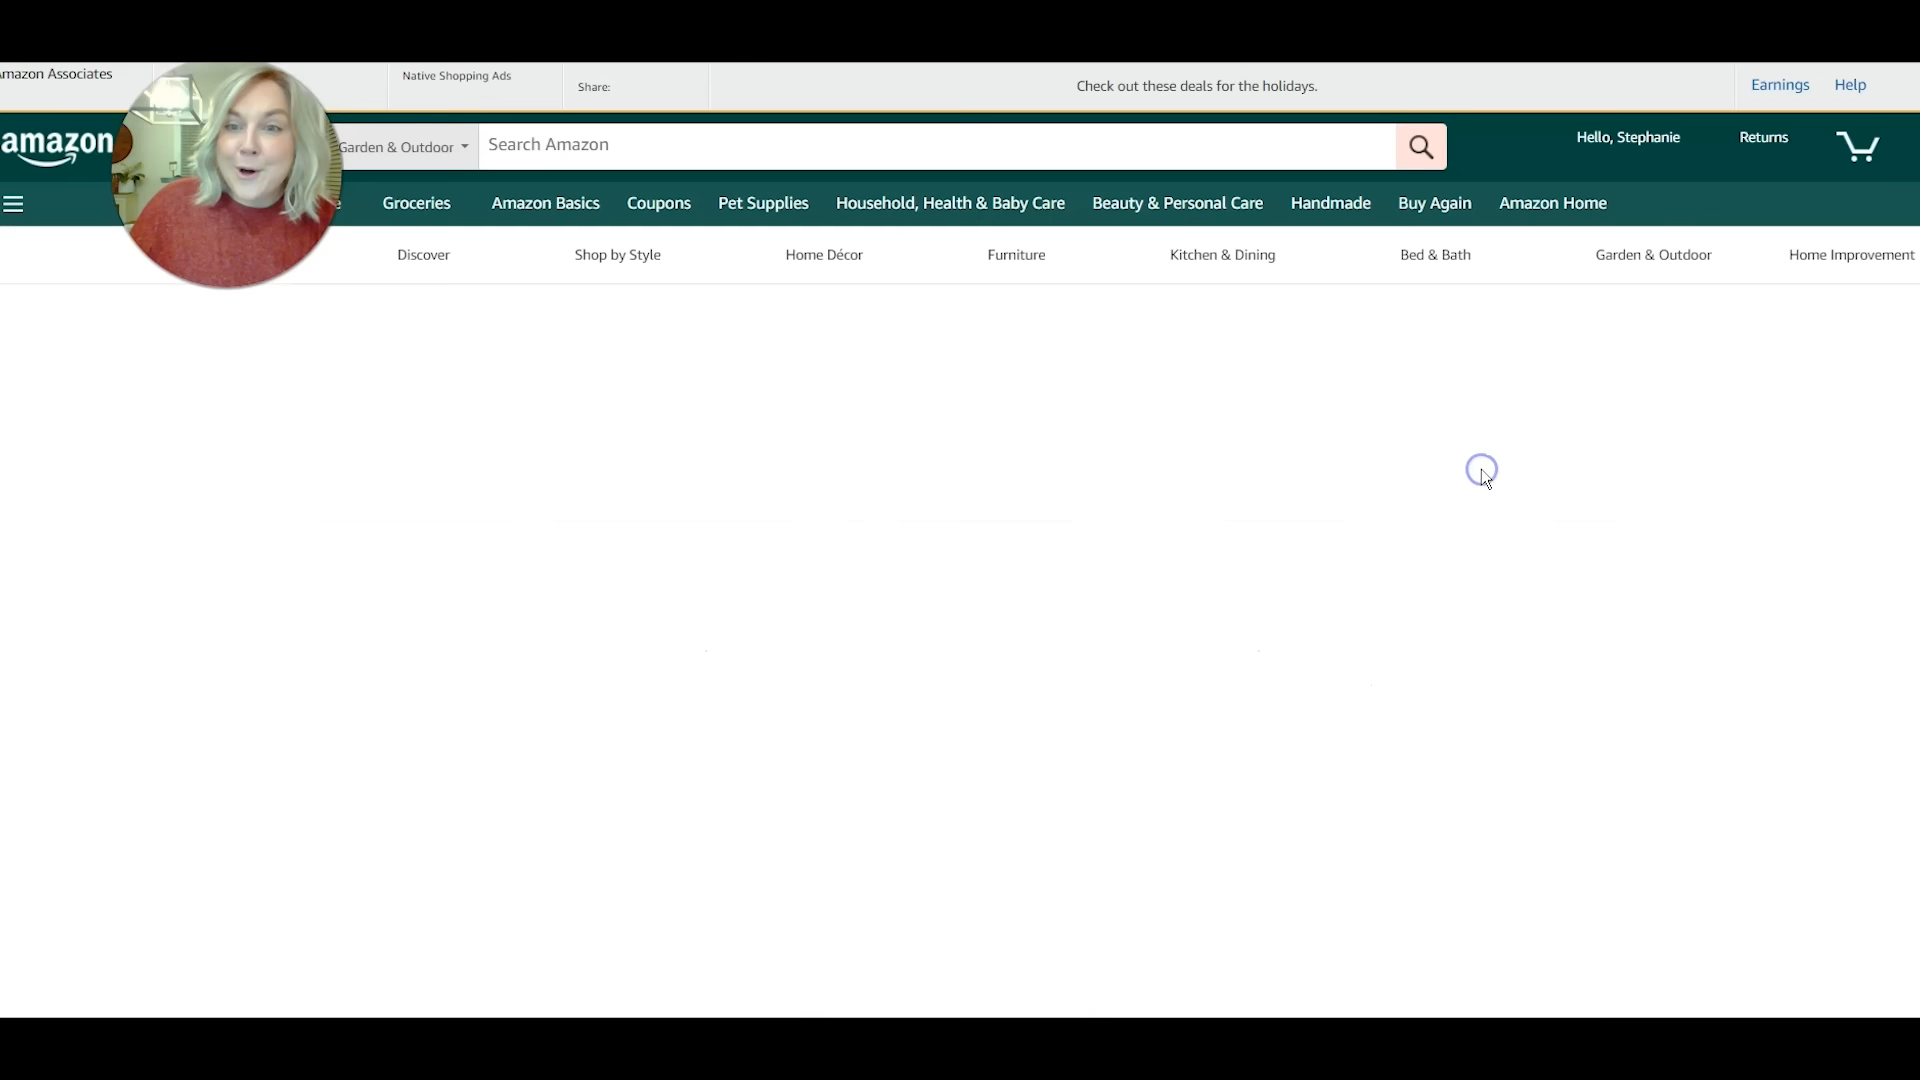 Amazon Associates
Native Shopping Ads
Share:
Check out these deals for the holidays.
Earnings
Help
amazon
Garden & Outdoor
Search Amazon
Hello, Stephanie
Returns
Groceries
Amazon Basics
Coupons
Pet Supplies
Household, Health & Baby Care
Beauty & Personal Care
Handmade
Buy Again
Amazon Home
Discover
Shop by Style
Home Décor
Furniture
Kitchen & Dining
Bed & Bath
Garden & Outdoor
Home Improvement